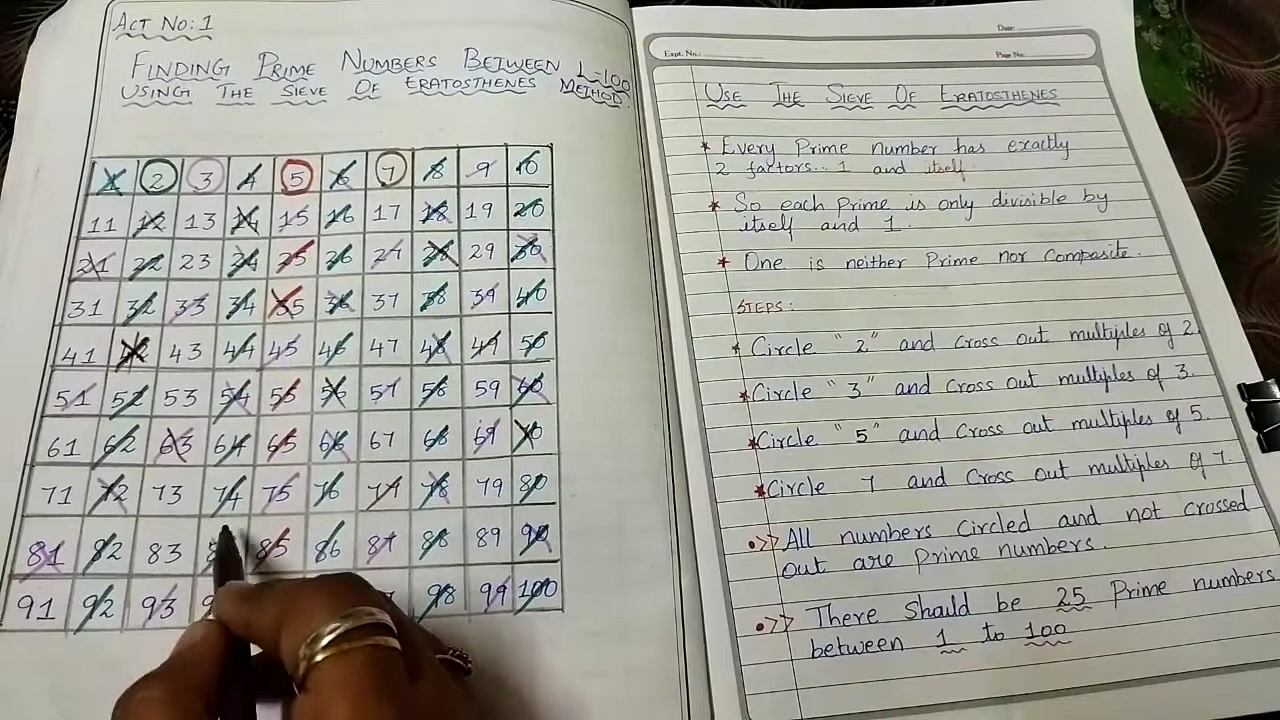 ACT NO: 1
FINDING PRIME NUMBERS BETWEEN 1-100
USING THE SIEVE OF ERATOSTHENES METHOD.
1 2 3 4 5 6 7 8 9 10
11 12 13 14 15 16 17 18 19 20
21 22 23 24 25 26 27 28 29 30
31 32 33 34 35 36 37 38 39 40
41 42 43 44 45 46 47 48 49 50
51 52 53 54 55 56 57 58 59 60
61 62 63 64 65 66 67 68 69 70
71 72 73 74 75 76 77 78 79 80
81 82 83 85 86 87 88 89 90
91 92 93 98 99 100
Date:
Expt. No.: Page No.
USE THE SIEVE OF ERATOSTHENES
* Every Prime number has exactly
2 factors.. 1 and itself
* So each Prime is only divisible by
itself and 1.
* One is neither Prime nor Composite.
STEPS:
* Circle "2" and Cross out multiples of 2
* Circle "3" and Cross out multiples of 3.
* Circle "5" and Cross out multiples of 5.
* Circle 7 and Cross out multiples of 7.
All numbers Circled and not crossed
out are Prime numbers.
There should be 25 Prime numbers
between 1 to 100